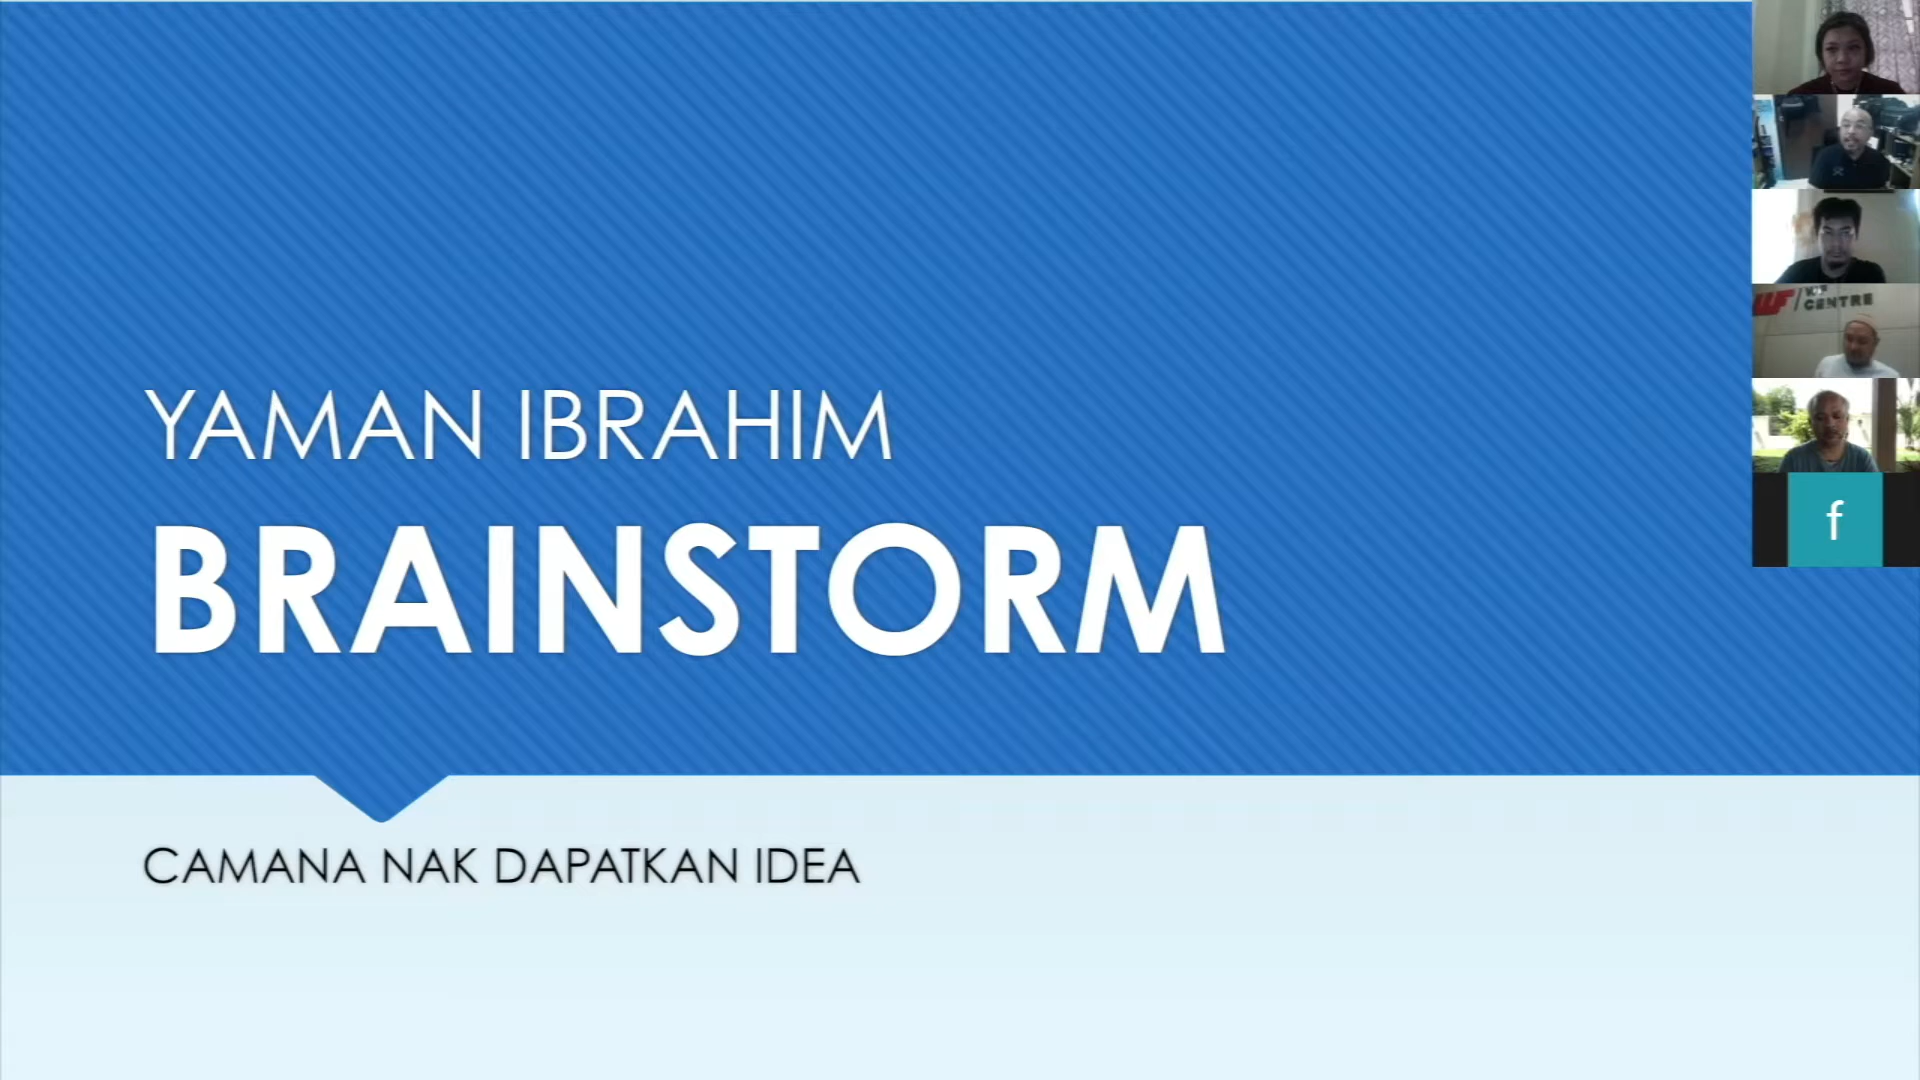 YAMAN IBRAHIM
BRAINSTORM
CAMANA NAK DAPATKAN IDEA
CENTRE
f